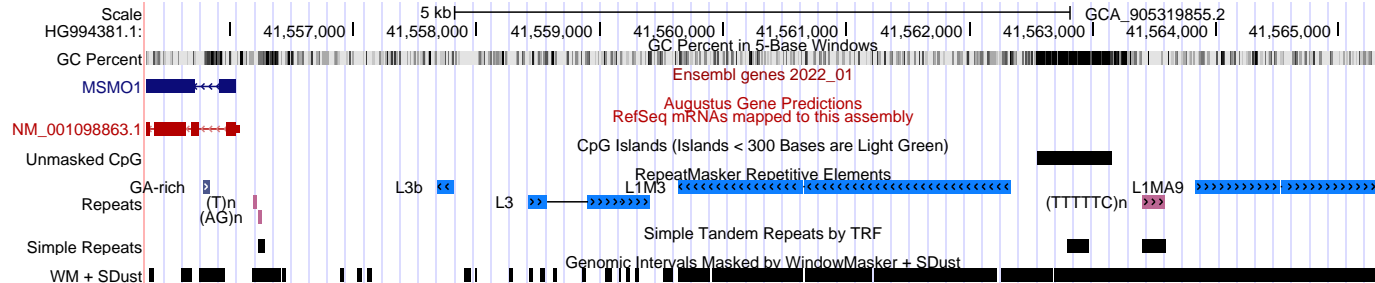 Scale 5 kb GCA_905319855.2
HG994381.1: 41,557,000 41,558,000 41,559,000 41,560,000 41,561,000 41,562,000 41,563,000 41,564,000 41,565,000
GC Percent in 5-Base Windows
GC Percent
Ensembl genes 2022_01
MSMO1
Augustus Gene Predictions
RefSeq mRNAs mapped to this assembly
NM_001098863.1
CpG Islands (Islands < 300 Bases are Light Green)
Unmasked CpG
RepeatMasker Repetitive Elements
GA-rich L3b L1M3 L1MA9
Repeats (T)n L3 (TTTTTC)n
(AG)n
Simple Tandem Repeats by TRF
Simple Repeats
Genomic Intervals Masked by WindowMasker + SDust
WM + SDust